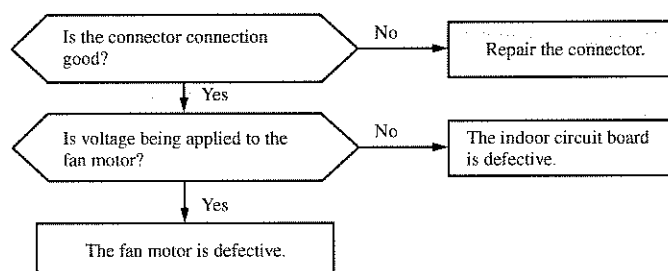 Is the connector connection
good?
No
Repair the connector.
Yes
Is voltage being applied to the
fan motor?
No
The indoor circuit board
is defective.
Yes
The fan motor is defective.